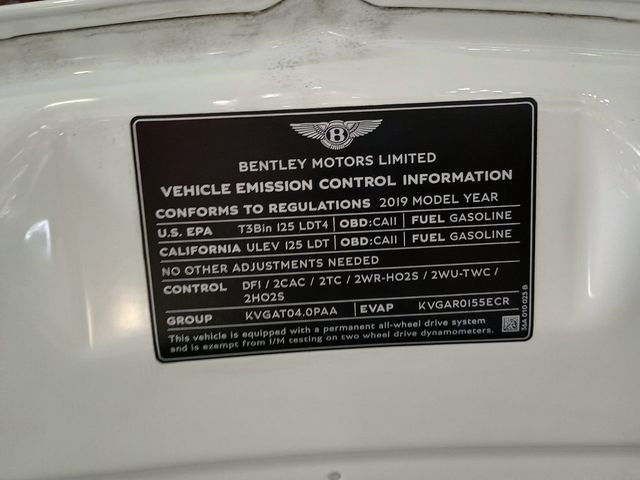 B
BENTLEY MOTORS LIMITED
VEHICLE EMISSION CONTROL INFORMATION
CONFORMS TO REGULATIONS 2019 MODEL YEAR
U.S. EPA T3Bin 125 LDT4 OBD:CAII FUEL GASOLINE
CALIFORNIA ULEV 125 LDT OBD:CAII FUEL GASOLINE
NO OTHER ADJUSTMENTS NEEDED
CONTROL DFI / 2CAC / 2TC / 2WR-HO2S / 2WU-TWC /
2HO2S
GROUP KVGAT04.0PAA EVAP KVGAR0155ECR
This vehicle is equipped with a permanent all-wheel drive system
and is exempt from I/M testing on two wheel drive dynamometers.
36A 010 023 B